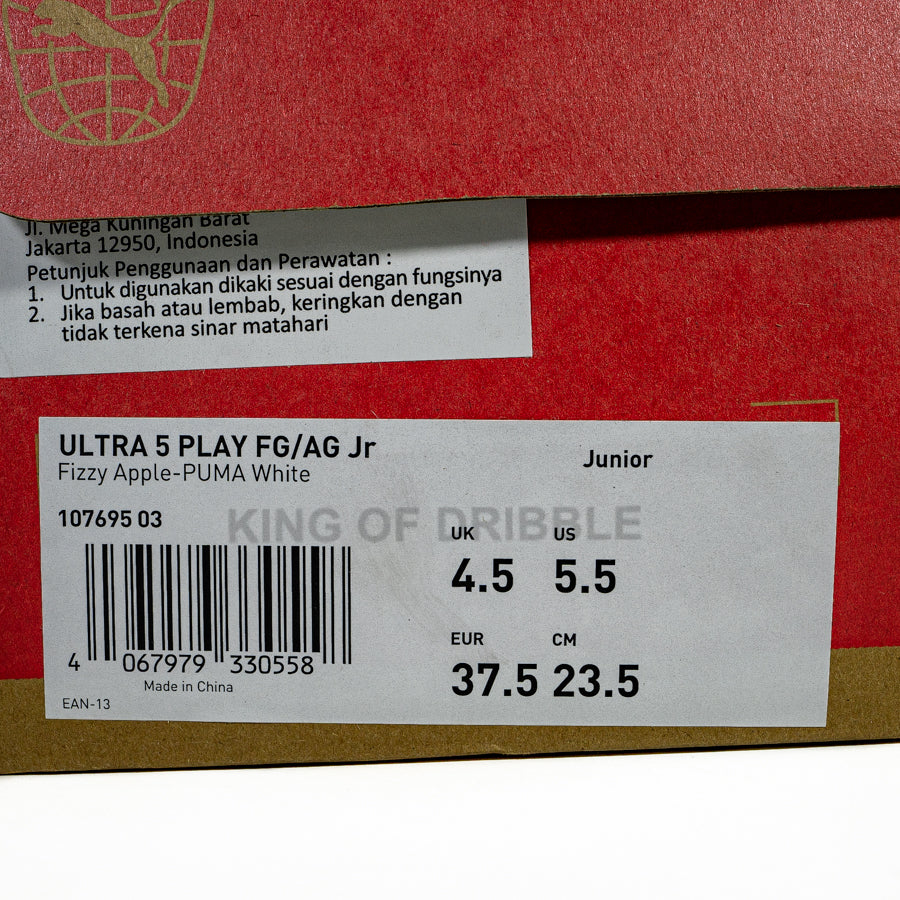 Jl. Mega Kuningan Barat
Jakarta 12950, Indonesia
Petunjuk Penggunaan dan Perawatan :
1. Untuk digunakan dikaki sesuai dengan fungsinya
2. Jika basah atau lembab, keringkan dengan
tidak terkena sinar matahari
ULTRA 5 PLAY FG/AG Jr
Fizzy Apple-PUMA White
Junior
107695 03
KING OF DRIBBLE
UK US
4.5 5.5
EUR CM
37.5 23.5
4 067979 330558
Made in China
EAN-13